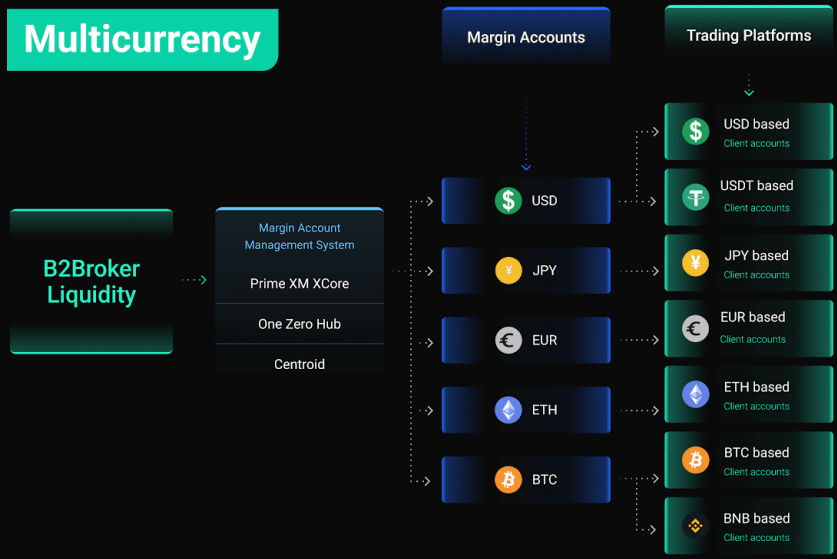 Multicurrency
Margin Accounts
Trading Platforms
B2Broker
Liquidity
Margin Account
Management System
Prime XM XCore
One Zero Hub
Centroid
$ USD
¥ JPY
€ EUR
ETH
₿ BTC
$ USD based
Client accounts
₮ USDT based
Client accounts
¥ JPY based
Client accounts
€ EUR based
Client accounts
ETH based
Client accounts
₿ BTC based
Client accounts
BNB based
Client accounts